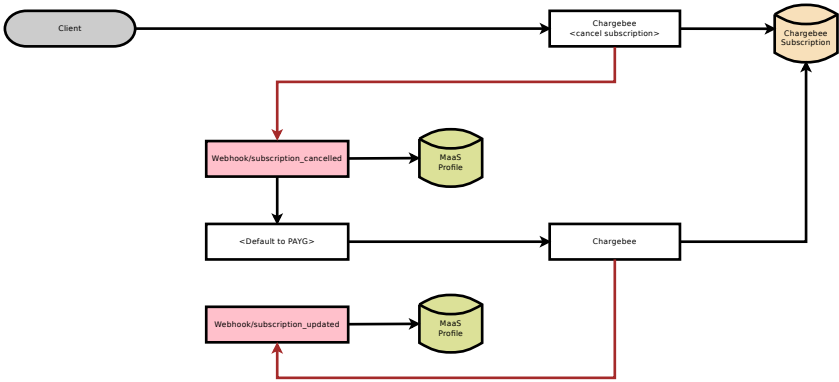 Client
Chargebee
<cancel subscription>
Chargebee
Subscription
Webhook/subscription_cancelled
MaaS
Profile
<Default to PAYG>
Chargebee
Webhook/subscription_updated
MaaS
Profile